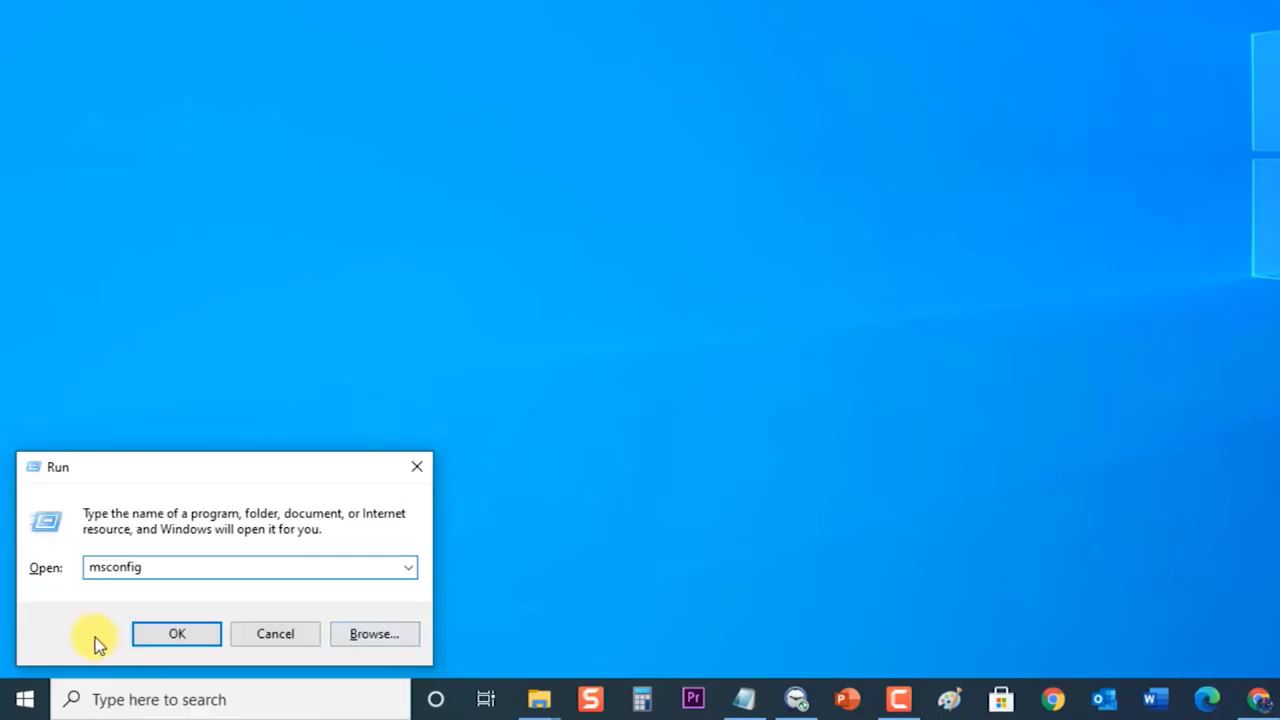 Run
Type the name of a program, folder, document, or Internet
resource, and Windows will open it for you.
Open:
msconfig
OK
Cancel
Browse...
Type here to search
S
Pr
P
C
W